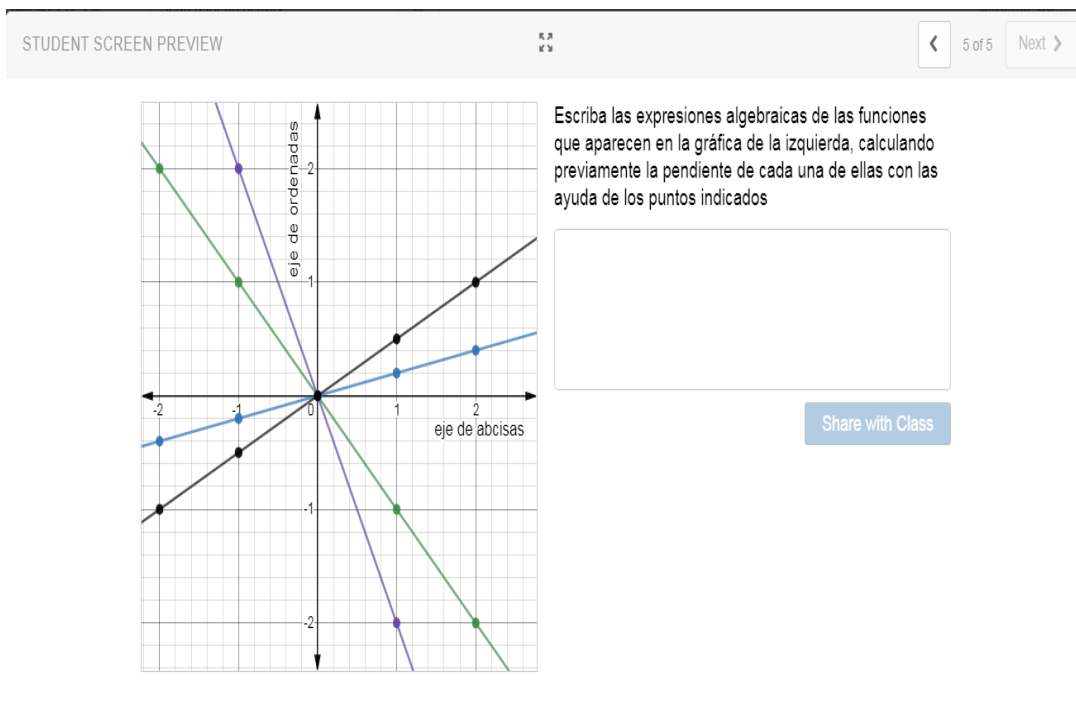 STUDENT SCREEN PREVIEW
5 of 5
Next
Escriba las expresiones algebraicas de las funciones
que aparecen en la gráfica de la izquierda, calculando
previamente la pendiente de cada una de ellas con las
ayuda de los puntos indicados
Share with Class
eje de ordenadas
2
1
-2
-1
0
1
2
eje de abcisas
-1
-2